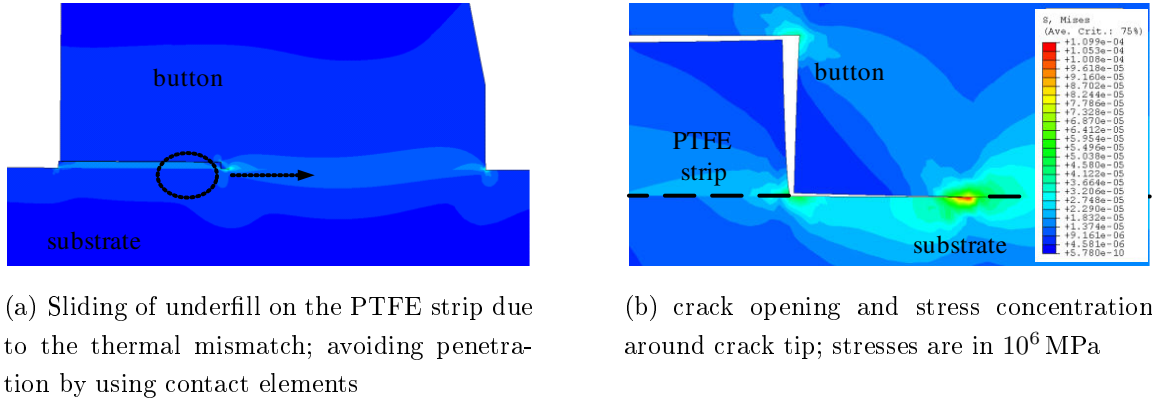 button
substrate
button
PTFE
strip
substrate
S, Mises
(Ave. Crit.: 75%)
+1.099e-04
+1.053e-04
+1.008e-04
+9.618e-05
+9.160e-05
+8.702e-05
+8.244e-05
+7.786e-05
+7.328e-05
+6.870e-05
+6.412e-05
+5.954e-05
+5.496e-05
+5.038e-05
+4.580e-05
+4.122e-05
+3.664e-05
+3.206e-05
+2.748e-05
+2.290e-05
+1.832e-05
+1.374e-05
+9.161e-06
+4.581e-06
+5.780e-10
(a) Sliding of underfill on the PTFE strip due
to the thermal mismatch; avoiding penetra-
tion by using contact elements
(b) crack opening and stress concentration
around crack tip; stresses are in 10⁶ MPa